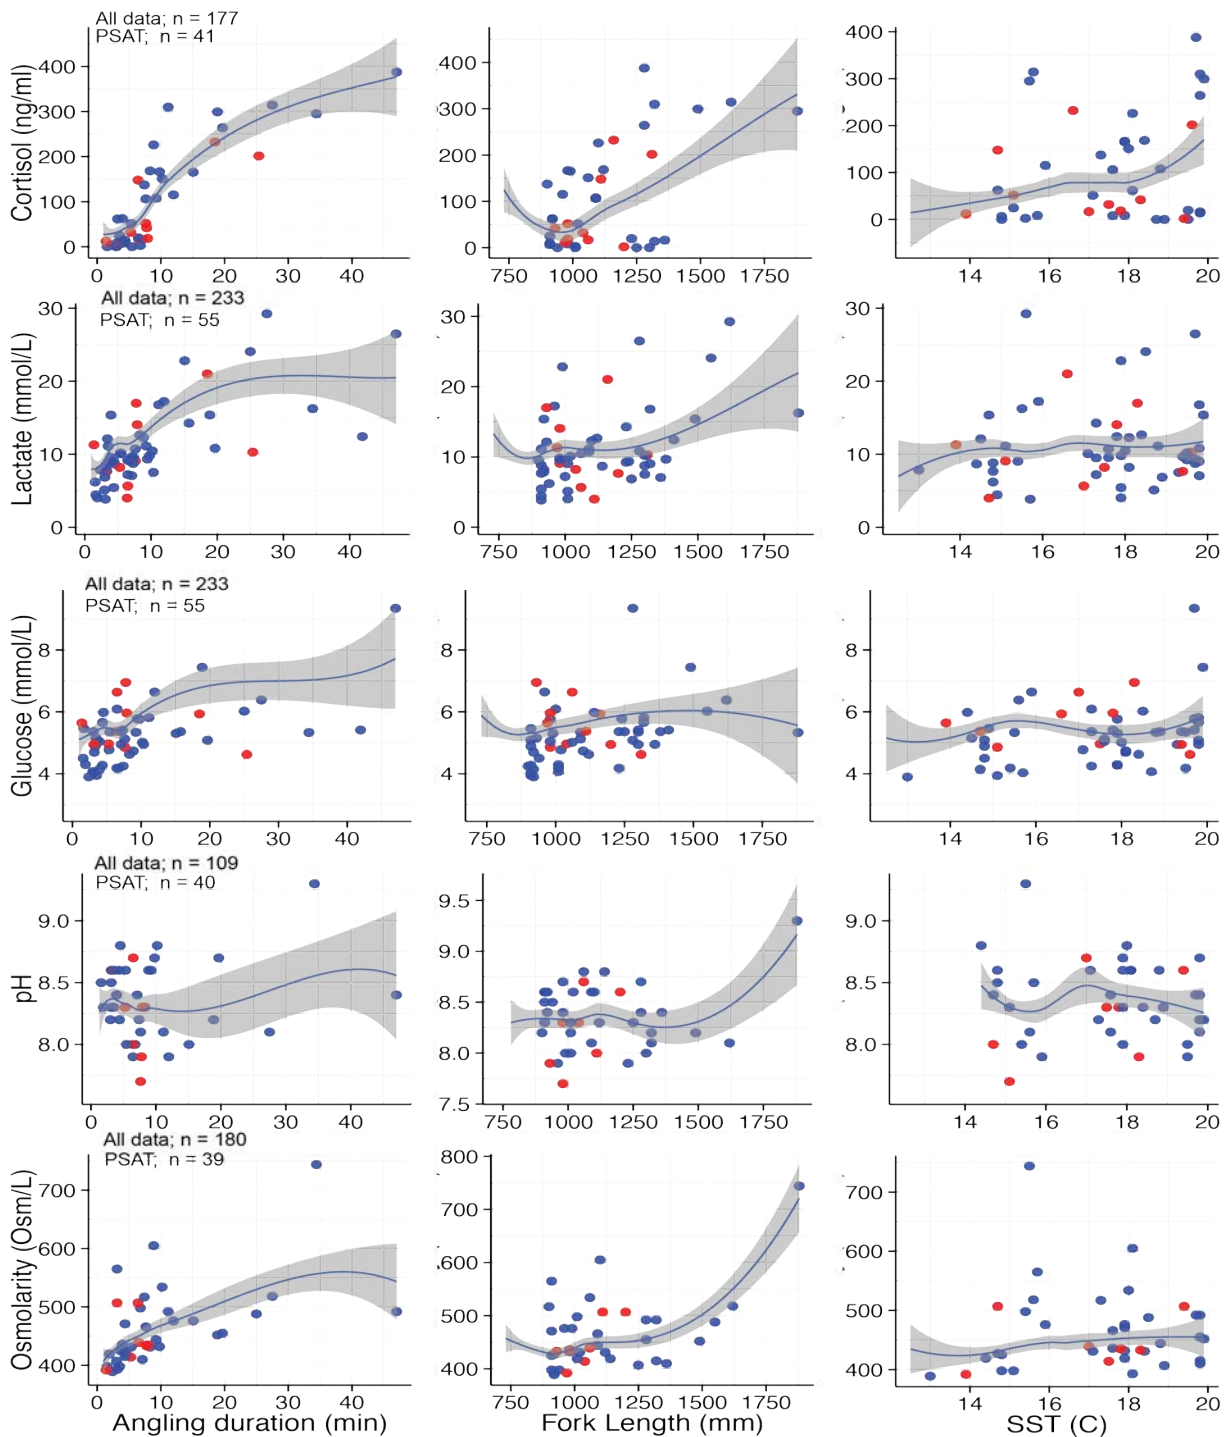 All data; n = 177
PSAT; n = 41
Cortisol (ng/ml)
400
300
200
100
0
0 10 20 30 40
400
300
200
100
0
750 1000 1250 1500 1750
400
300
200
100
0
14 16 18 20
All data; n = 233
PSAT; n = 55
Lactate (mmol/L)
30
20
10
0
0 10 20 30 40
30
20
10
0
750 1000 1250 1500 1750
30
20
10
0
14 16 18 20
All data; n = 233
PSAT; n = 55
Glucose (mmol/L)
8
6
4
0 10 20 30 40
8
6
4
750 1000 1250 1500 1750
8
6
4
14 16 18 20
All data; n = 109
PSAT; n = 40
pH
9.0
8.5
8.0
0 10 20 30 40
9.5
9.0
8.5
8.0
7.5
750 1000 1250 1500 1750
9.0
8.5
8.0
14 16 18 20
All data; n = 180
PSAT; n = 39
Osmolarity (Osm/L)
700
600
500
400
0 10 20 30 40
800
700
600
500
400
750 1000 1250 1500 1750
700
600
500
400
14 16 18 20
Angling duration (min)
Fork Length (mm)
SST (C)